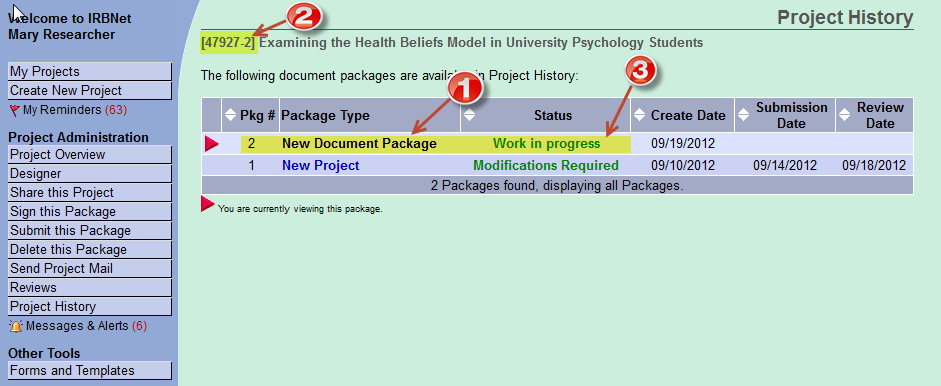 Welcome to IRBNet
Mary Researcher
My Projects
Create New Project
My Reminders (63)
Project Administration
Project Overview
Designer
Share this Project
Sign this Package
Submit this Package
Delete this Package
Send Project Mail
Reviews
Project History
Messages & Alerts (6)
Other Tools
Forms and Templates
Project History
2
[47927-2] Examining the Health Beliefs Model in University Psychology Students
The following document packages are available in Project History:
1
3
Pkg # Package Type Status Create Date Submission Date Review Date
2 New Document Package Work in progress 09/19/2012
1 New Project Modifications Required 09/10/2012 09/14/2012 09/18/2012
2 Packages found, displaying all Packages.
You are currently viewing this package.